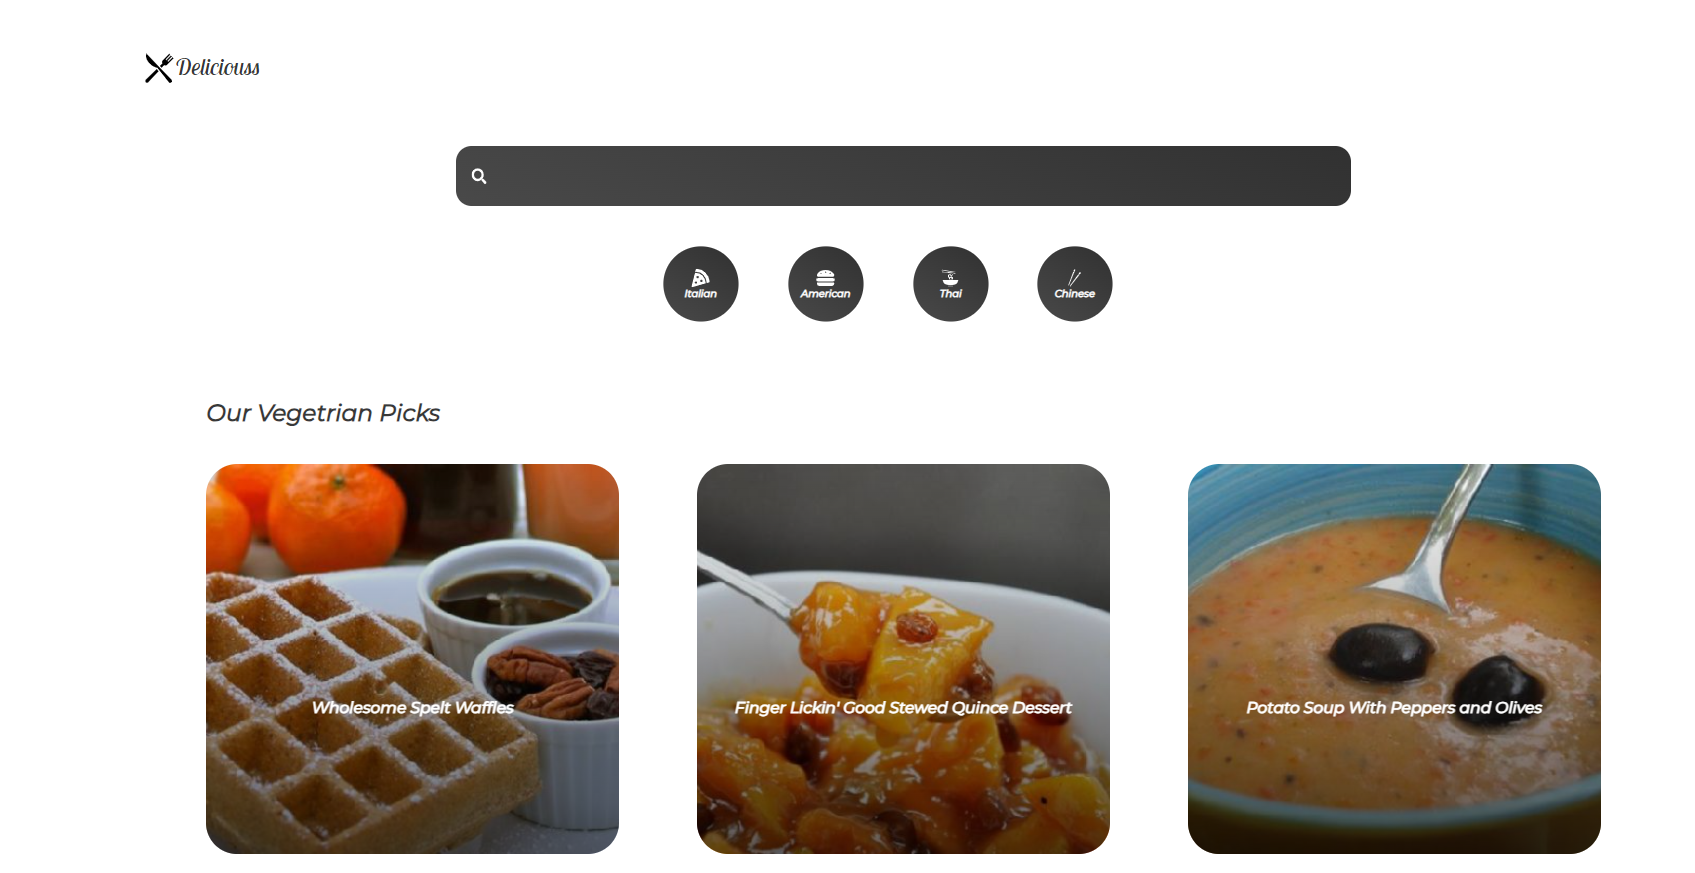 Deliciouss
Italian
American
Thai
Chinese
Our Vegetrian Picks
Wholesome Spelt Waffles
Finger Lickin' Good Stewed Quince Dessert
Potato Soup With Peppers and Olives